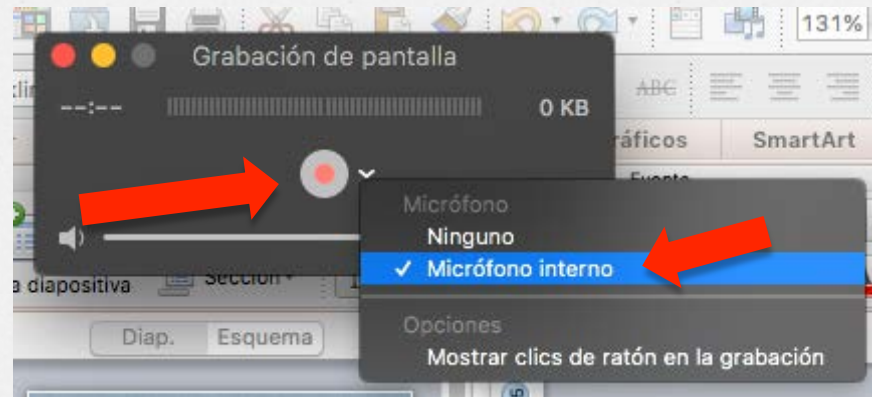 131%
Grabación de pantalla
--:--
0 KB
ABC
ráficos
SmartArt
Fuente
Micrófono
Ninguno
✓ Micrófono interno
a diapositiva
Sección
Opciones
Diap.
Esquema
Mostrar clics de ratón en la grabación